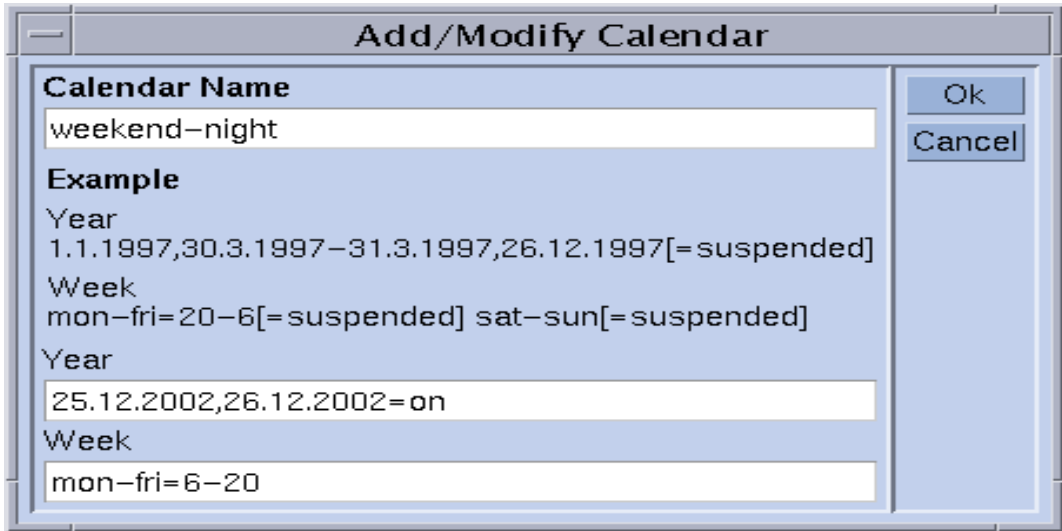 Add/Modify Calendar
Calendar Name
Ok
weekend-night
Cancel
Example
Year
1.1.1997,30.3.1997-31.3.1997,26.12.1997[=suspended]
Week
mon-fri=20-6[=suspended] sat-sun[=suspended]
Year
25.12.2002,26.12.2002=on
Week
mon-fri=6-20